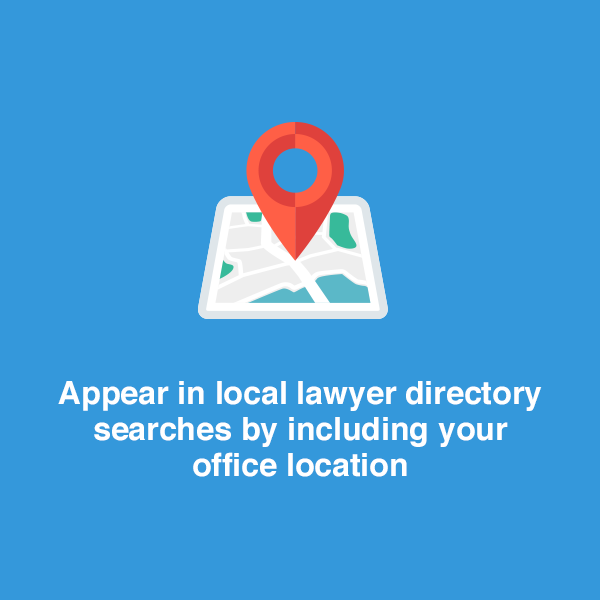 Appear in local lawyer directory
searches by including your
office location